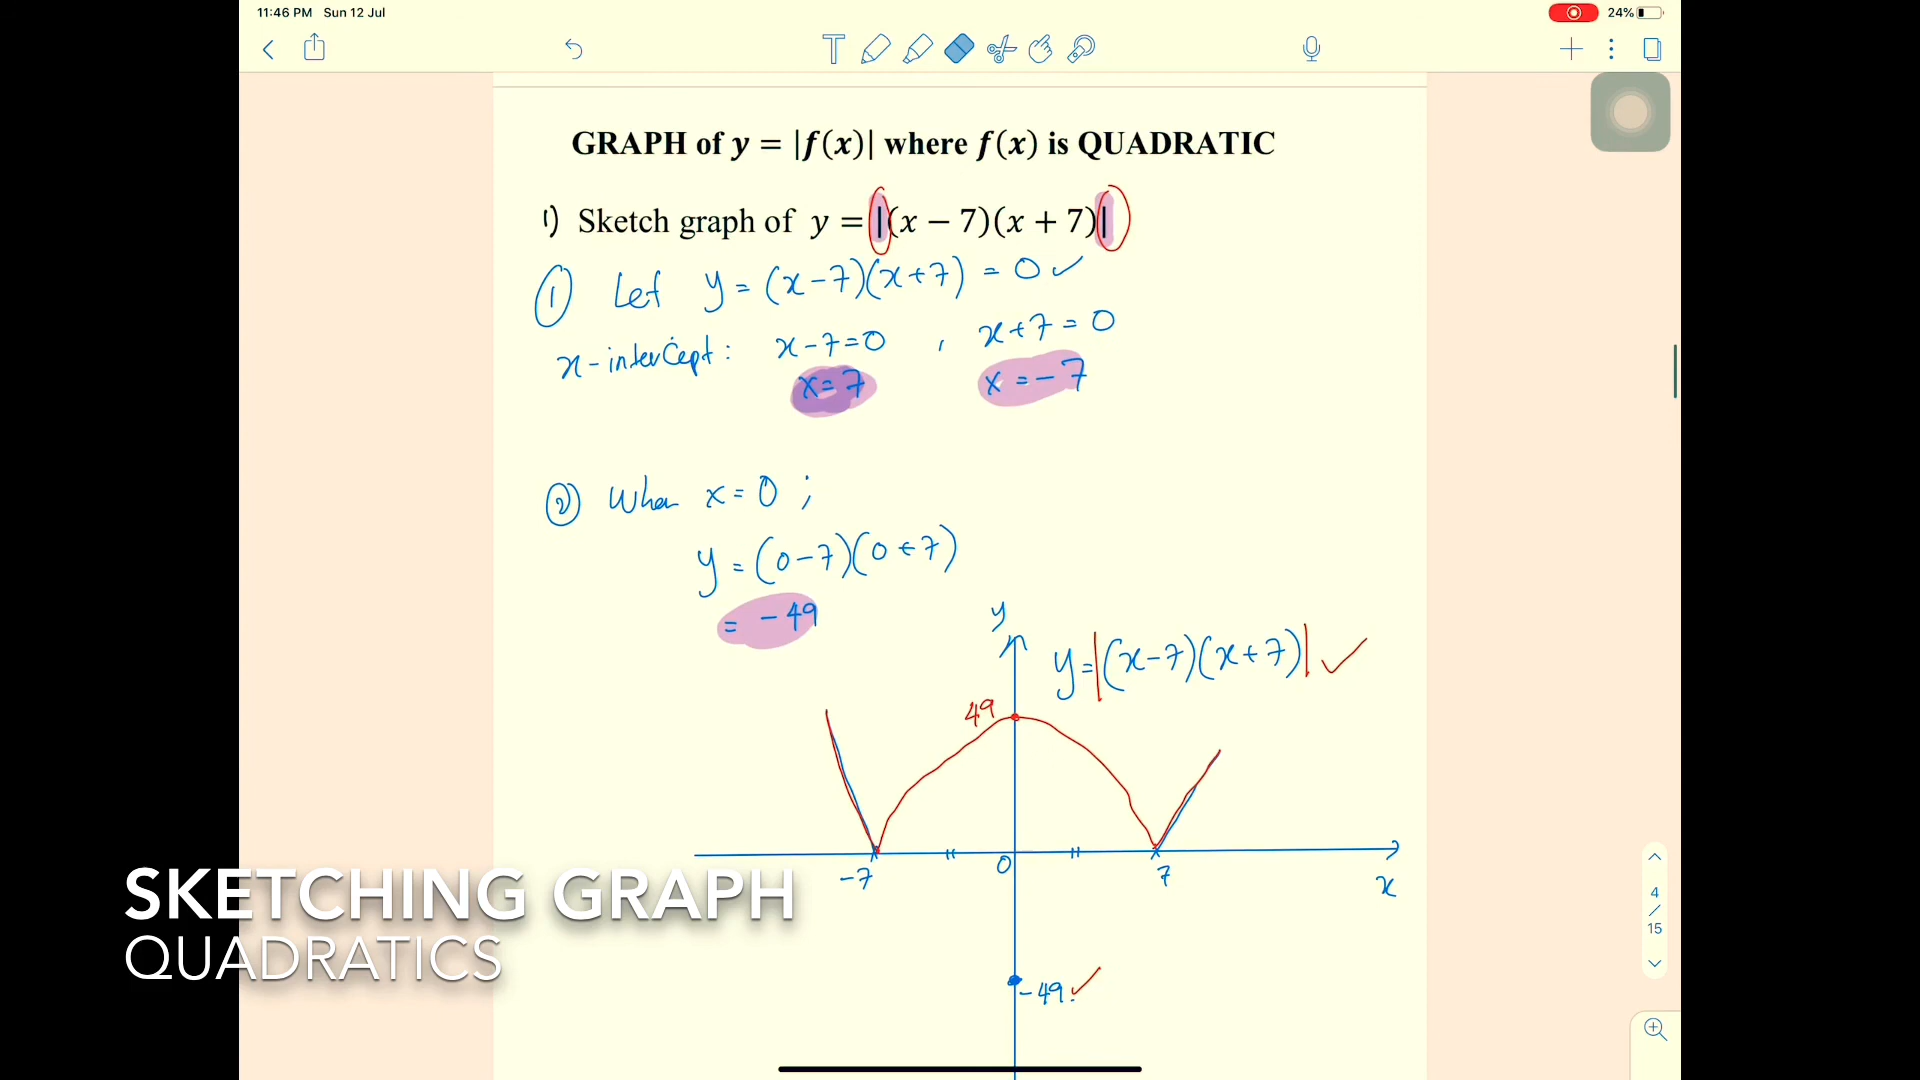 11:46 PM Sun 12 Jul
24%
GRAPH of y = |f(x)| where f(x) is QUADRATIC
1) Sketch graph of y = |(x − 7)(x + 7)|
① Let y = (x-7)(x+7) = 0 ✓
x-intercept: x-7=0 , x+7=0
x=7 x=-7
② When x=0 ;
y = (0-7)(0+7)
= -49
y
y=|(x-7)(x+7)| ✓
49
-7 0 7
x
-49. ✓
SKETCHING GRAPH
QUADRATICS
4
/
15